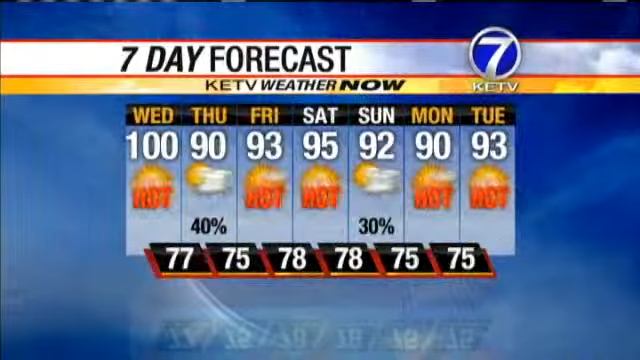 7 DAY FORECAST
KETV WEATHER NOW
7
KETV
WED THU FRI SAT SUN MON TUE
100 90 93 95 92 90 93
HOT HOT HOT HOT HOT
40% 30%
77 75 78 78 75 75